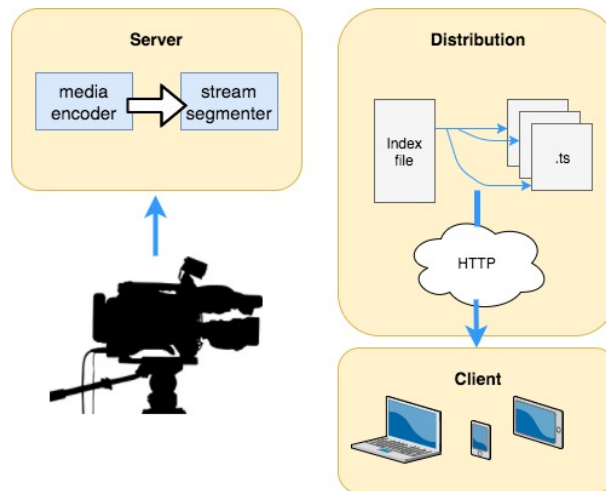 Server
media
encoder
stream
segmenter
Distribution
Index
file
.ts
HTTP
Client